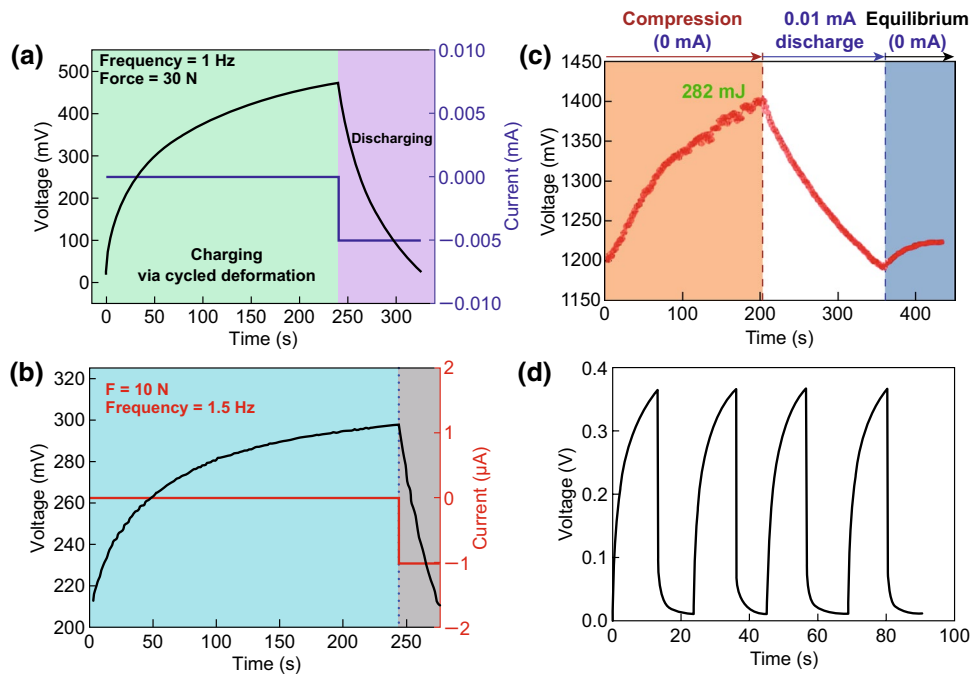 (a)
Frequency = 1 Hz
Force = 30 N
Discharging
Charging
via cycled deformation
500
400
300
200
100
0
Voltage (mV)
0.010
0.005
0.000
−0.005
−0.010
Current (mA)
0 50 100 150 200 250 300
Time (s)
(c)
Compression
(0 mA)
0.01 mA
discharge
Equilibrium
(0 mA)
282 mJ
1450
1400
1350
1300
1250
1200
1150
Voltage (mV)
0 100 200 300 400
Time (s)
(b)
F = 10 N
Frequency = 1.5 Hz
320
300
280
260
240
220
200
Voltage (mV)
2
1
0
−1
−2
Current (μA)
0 50 100 150 200 250
Time (s)
(d)
0.4
0.3
0.2
0.1
0
Voltage (V)
0 20 40 60 80 100
Time (s)